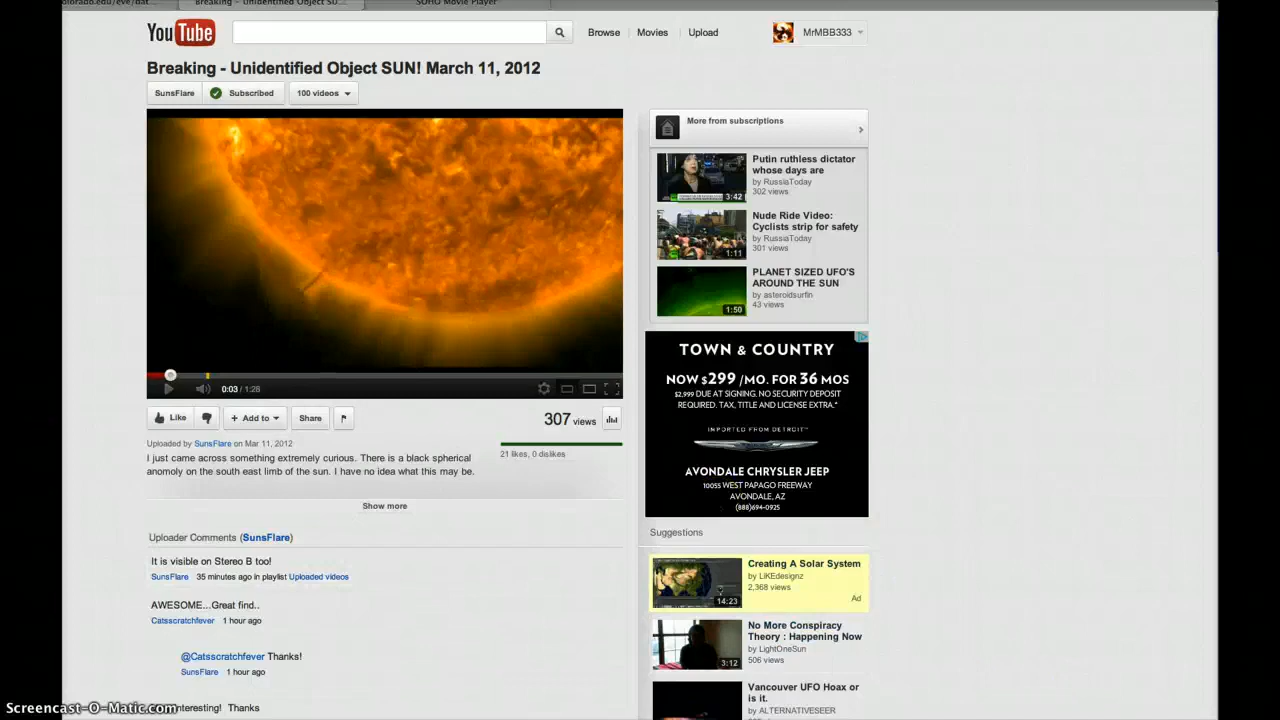 Breaking - Unidentified Object SU...
SOHO Movie Player
YouTube
Browse
Movies
Upload
MrMBB333
Breaking - Unidentified Object SUN! March 11, 2012
SunsFlare
Subscribed
100 videos
0:03 / 1:28
Like
+ Add to
Share
307 views
Uploaded by SunsFlare on Mar 11, 2012
21 likes, 0 dislikes
I just came across something extremely curious. There is a black spherical
anomoly on the south east limb of the sun. I have no idea what this may be.
Show more
Uploader Comments (SunsFlare)
It is visible on Stereo B too!
SunsFlare 35 minutes ago in playlist Uploaded videos
AWESOME...Great find..
Catsscratchfever 1 hour ago
@Catsscratchfever Thanks!
SunsFlare 1 hour ago
nteresting! Thanks
More from subscriptions
Putin ruthless dictator
whose days are
by RussiaToday
302 views
3:42
Nude Ride Video:
Cyclists strip for safety
by RussiaToday
301 views
1:11
PLANET SIZED UFO'S
AROUND THE SUN
by asteroidsurfin
43 views
1:50
TOWN & COUNTRY
NOW $299 /MO. FOR 36 MOS
$2,999 DUE AT SIGNING. NO SECURITY DEPOSIT
REQUIRED. TAX, TITLE AND LICENSE EXTRA.*
IMPORTED FROM DETROIT™
AVONDALE CHRYSLER JEEP
10055 WEST PAPAGO FREEWAY
AVONDALE, AZ
(888)694-0925
Suggestions
Creating A Solar System
by LiKEdesignz
2,368 views
Ad
14:23
No More Conspiracy
Theory : Happening Now
by LightOneSun
506 views
3:12
Vancouver UFO Hoax or
is it.
by ALTERNATIVESEER
Screencast-O-Matic.com